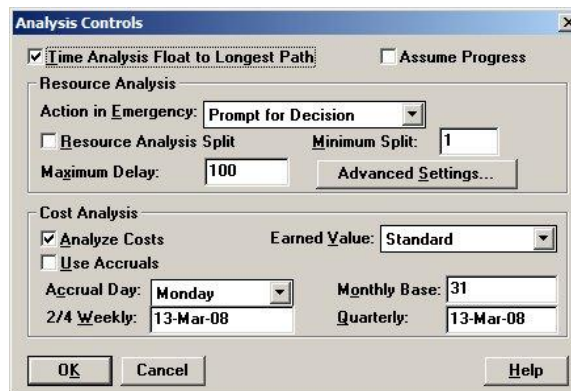 Analysis Controls
Time Analysis Float to Longest Path Assume Progress
Resource Analysis
Action in Emergency: Prompt for Decision
Resource Analysis Split Minimum Split: 1
Maximum Delay: 100 Advanced Settings...
Cost Analysis
Analyze Costs Earned Value: Standard
Use Accruals
Accrual Day: Monday Monthly Base: 31
2/4 Weekly: 13-Mar-08 Quarterly: 13-Mar-08
OK Cancel Help